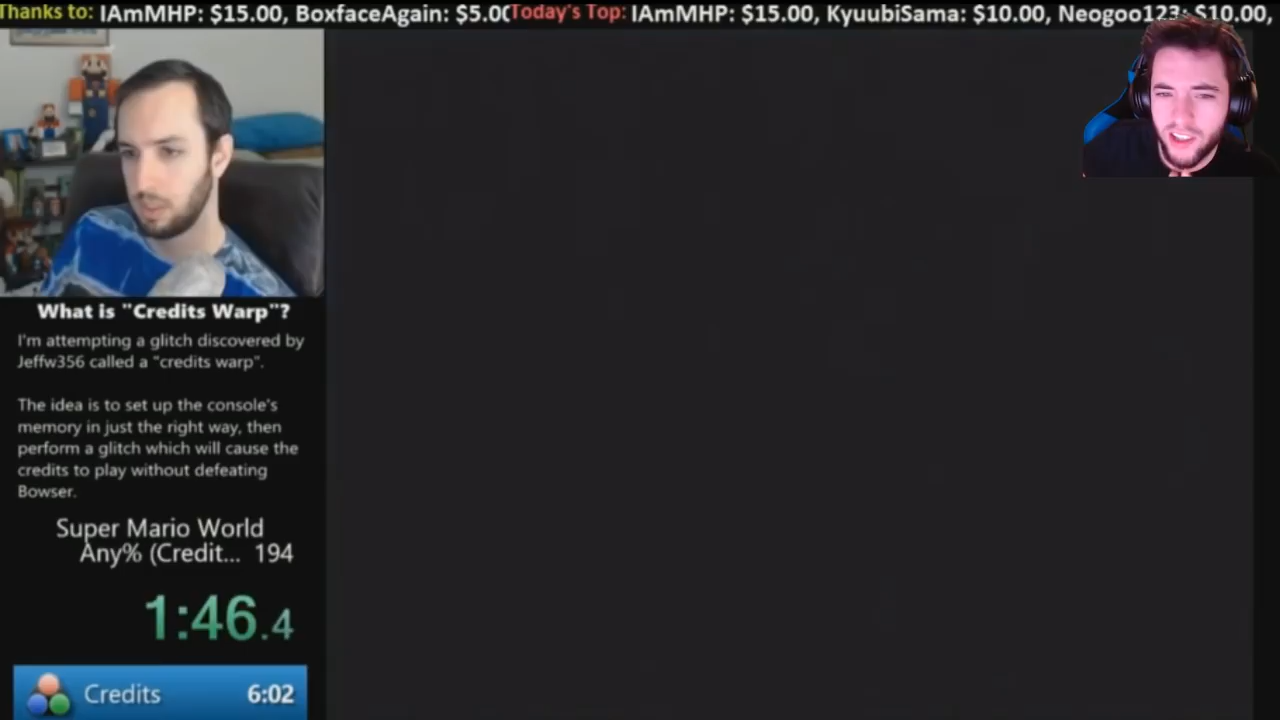 Thanks to: IAmMHP: $15.00, BoxfaceAgain: $5.00
Today's Top: IAmMHP: $15.00, KyuubiSama: $10.00, Neogoo123: $10.00,
What is "Credits Warp"?
I'm attempting a glitch discovered by
Jeffw356 called a "credits warp".
The idea is to set up the console's
memory in just the right way, then
perform a glitch which will cause the
credits to play without defeating
Bowser.
Super Mario World
Any% (Credit... 194
1:46.4
Credits 6:02